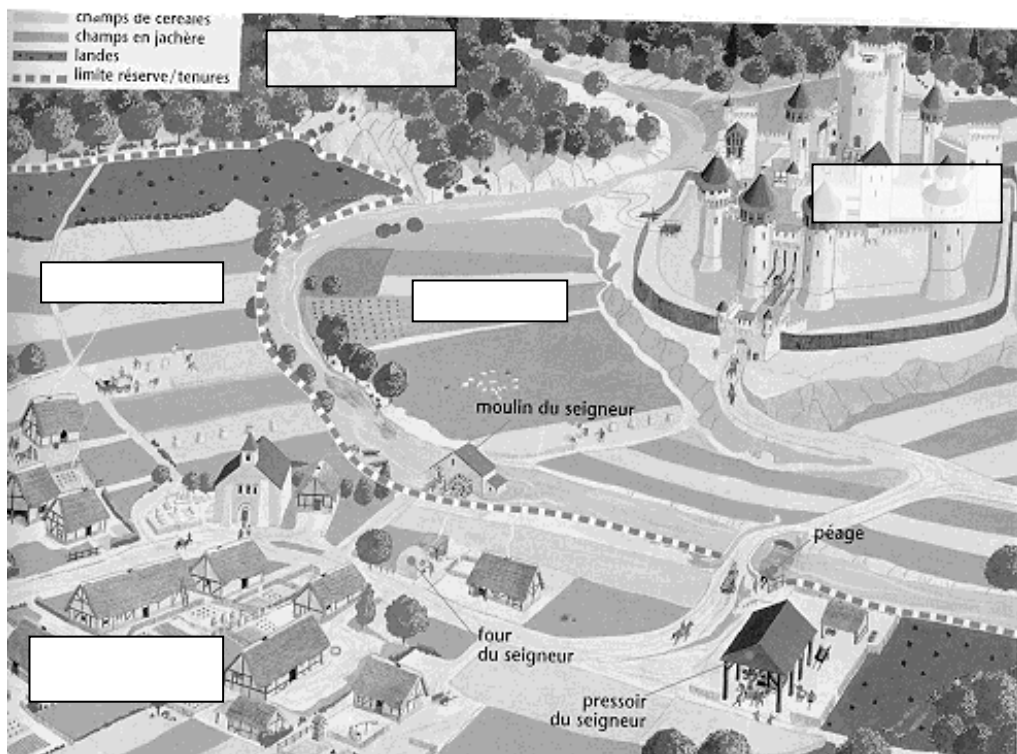 champs de céréales
champs en jachère
landes
limite réserve/tenures
moulin du seigneur
péage
four
du seigneur
pressoir
du seigneur